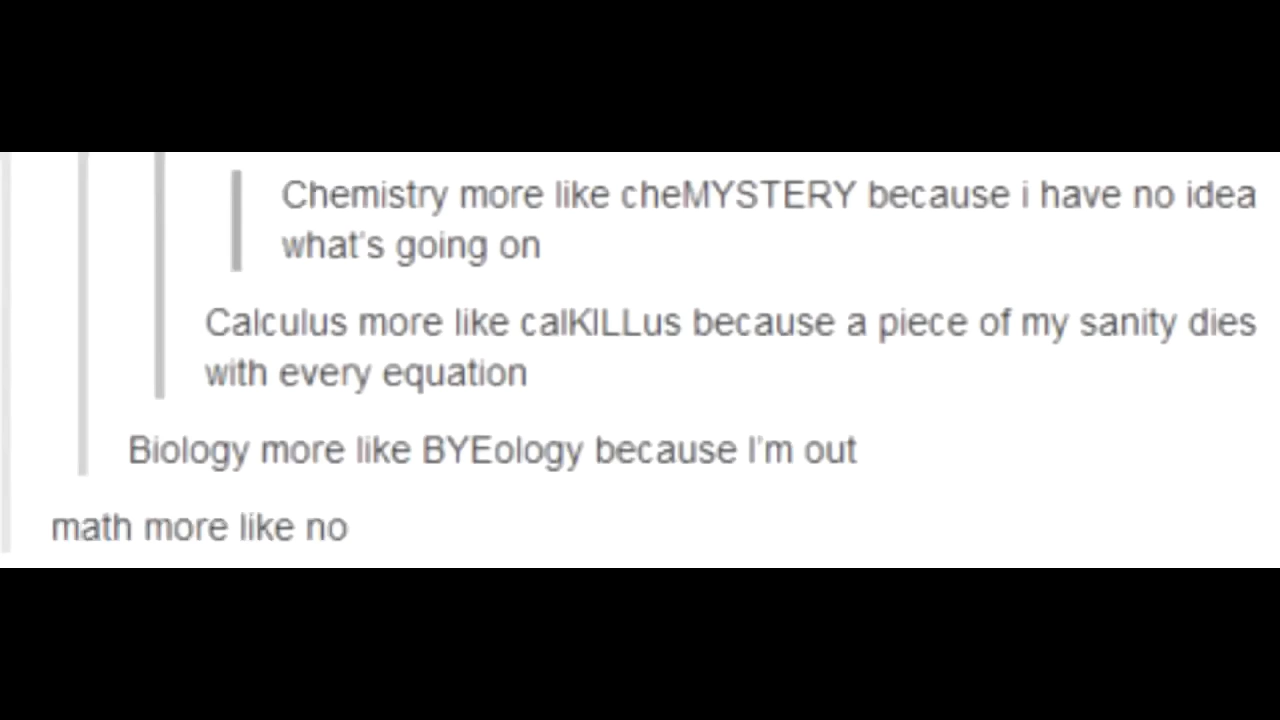 Chemistry more like cheMYSTERY because i have no idea
what's going on
Calculus more like calKILLus because a piece of my sanity dies
with every equation
Biology more like BYEology because I'm out
math more like no